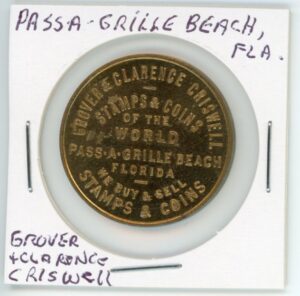 PASS-A-GRILLE BEACH,
FLA.
GROVER & CLARENCE CRISWELL
STAMPS & COINS
OF THE
WORLD
PASS-A-GRILLE BEACH
FLORIDA
WE BUY & SELL
STAMPS & COINS
GROVER
+ CLARENCE
CRISWELL